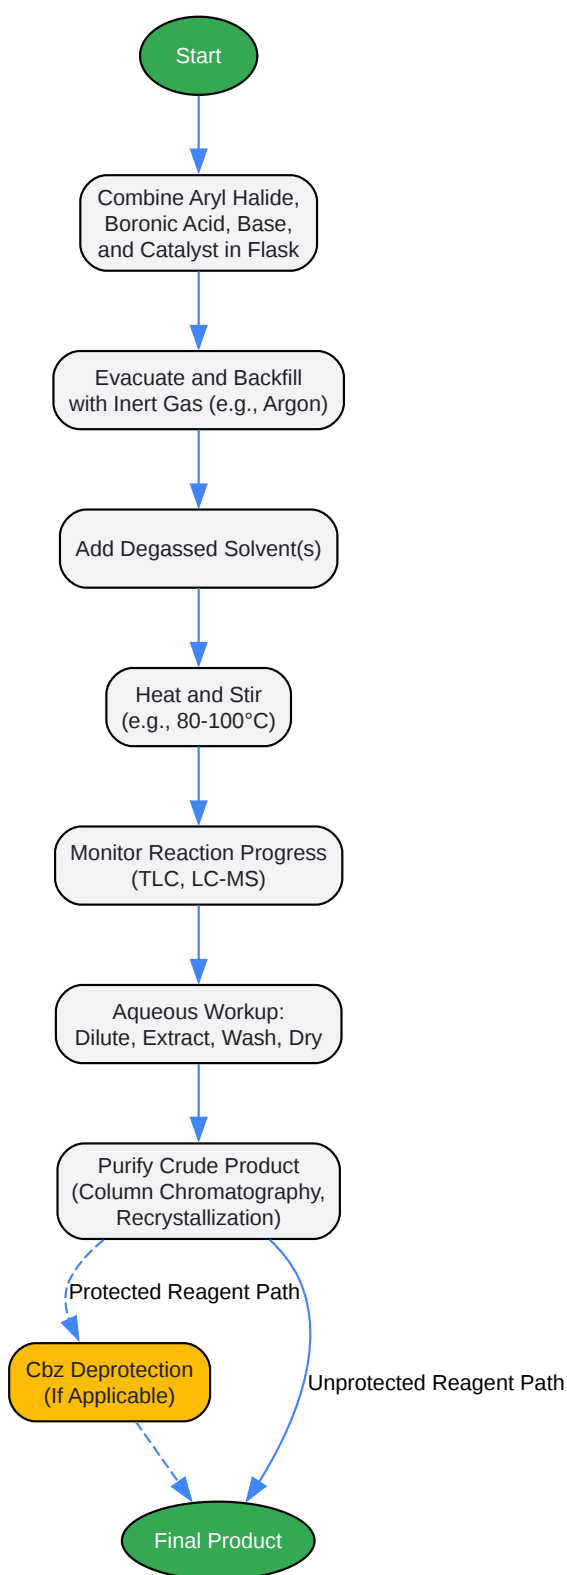 Start
Combine Aryl Halide,
Boronic Acid, Base,
and Catalyst in Flask
Evacuate and Backfill
with Inert Gas (e.g., Argon)
Add Degassed Solvent(s)
Heat and Stir
(e.g., 80-100°C)
Monitor Reaction Progress
(TLC, LC-MS)
Aqueous Workup:
Dilute, Extract, Wash, Dry
Purify Crude Product
(Column Chromatography,
Recrystallization)
Protected Reagent Path
Cbz Deprotection
(If Applicable)
Unprotected Reagent Path
Final Product